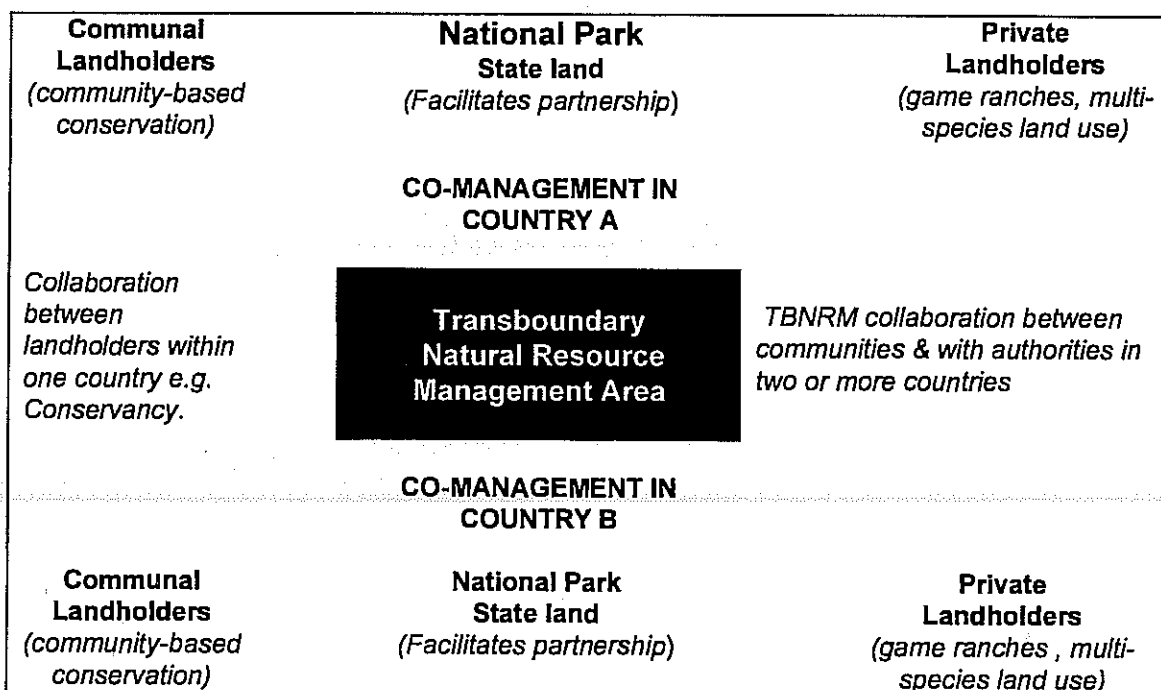 Communal
Landholders
(community-based
conservation)
National Park
State land
(Facilitates partnership)
Private
Landholders
(game ranches, multi-
species land use)
CO-MANAGEMENT IN
COUNTRY A
Collaboration
between
landholders within
one country e.g.
Conservancy.
Transboundary
Natural Resource
Management Area
TBNRM collaboration between
communities & with authorities in
two or more countries
CO-MANAGEMENT IN
COUNTRY B
Communal
Landholders
(community-based
conservation)
National Park
State land
(Facilitates partnership)
Private
Landholders
(game ranches , multi-
species land use)